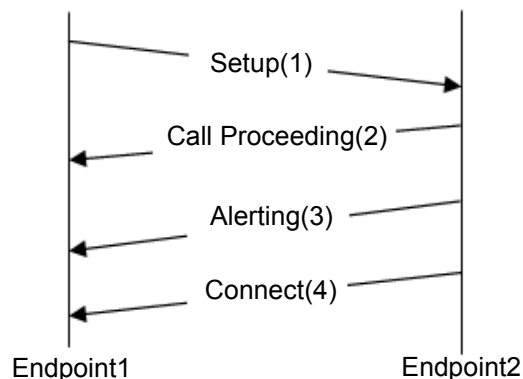 Setup(1)
Call Proceeding(2)
Alerting(3)
Connect(4)
Endpoint1
Endpoint2